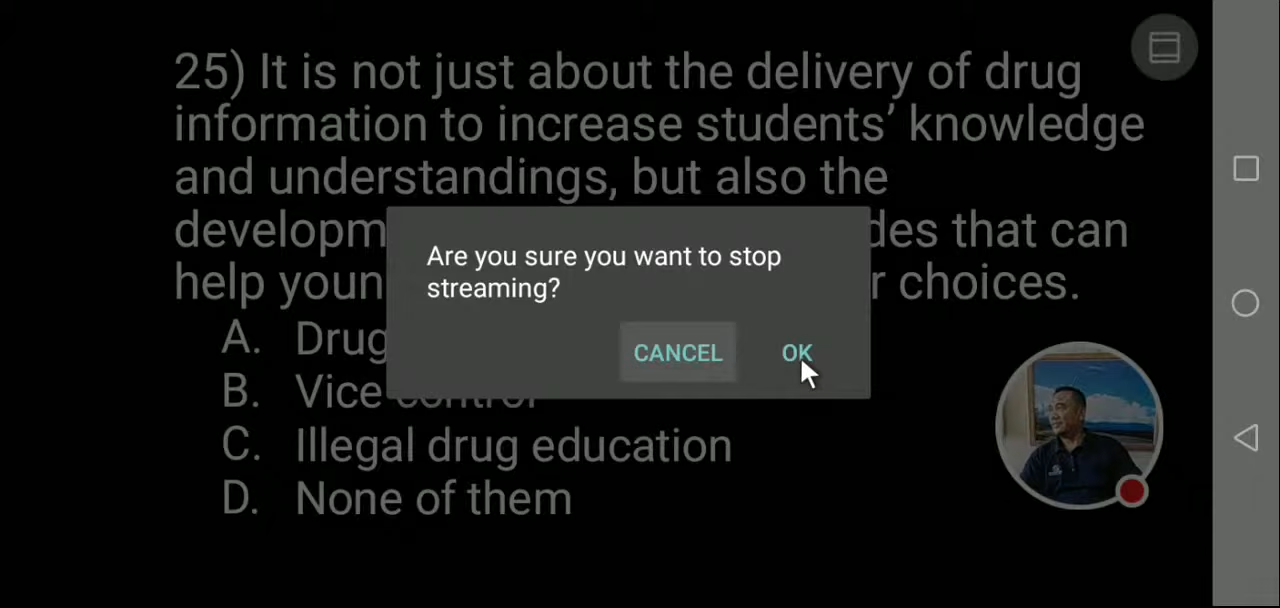 25) It is not just about the delivery of drug
information to increase students’ knowledge
and understandings, but also the
developm des that can
help youn r choices.
Are you sure you want to stop
streaming?
CANCEL OK
A. Drug
B. Vice control
C. Illegal drug education
D. None of them